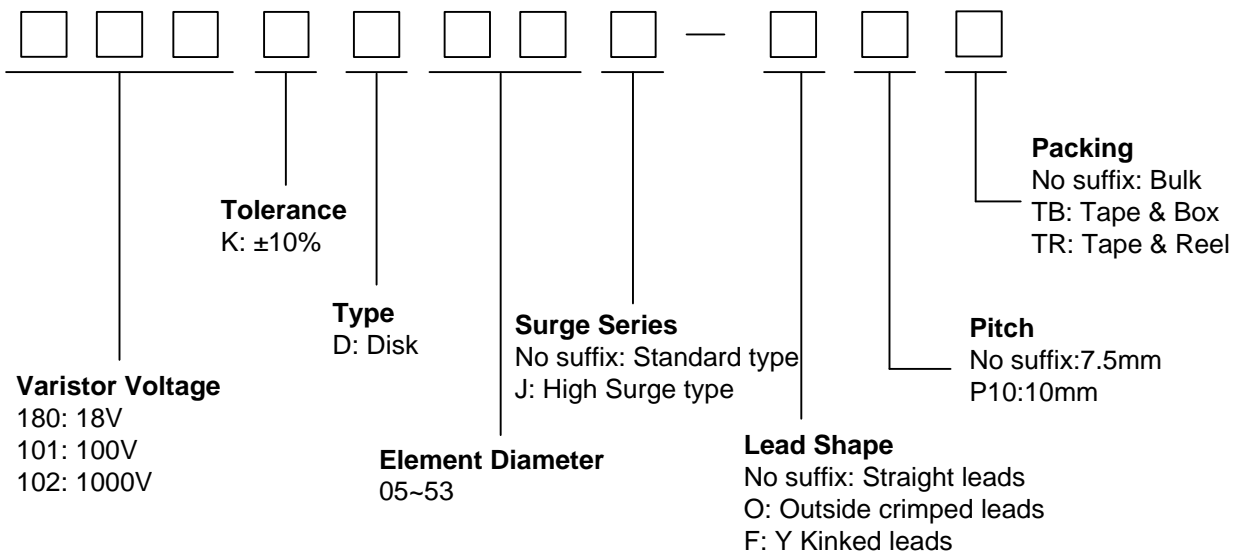 Packing
No suffix: Bulk
TB: Tape & Box
TR: Tape & Reel
Tolerance
K: ±10%
Type
D: Disk
Surge Series
No suffix: Standard type
J: High Surge type
Pitch
No suffix:7.5mm
P10:10mm
Varistor Voltage
180: 18V
101: 100V
102: 1000V
Element Diameter
05~53
Lead Shape
No suffix: Straight leads
O: Outside crimped leads
F: Y Kinked leads